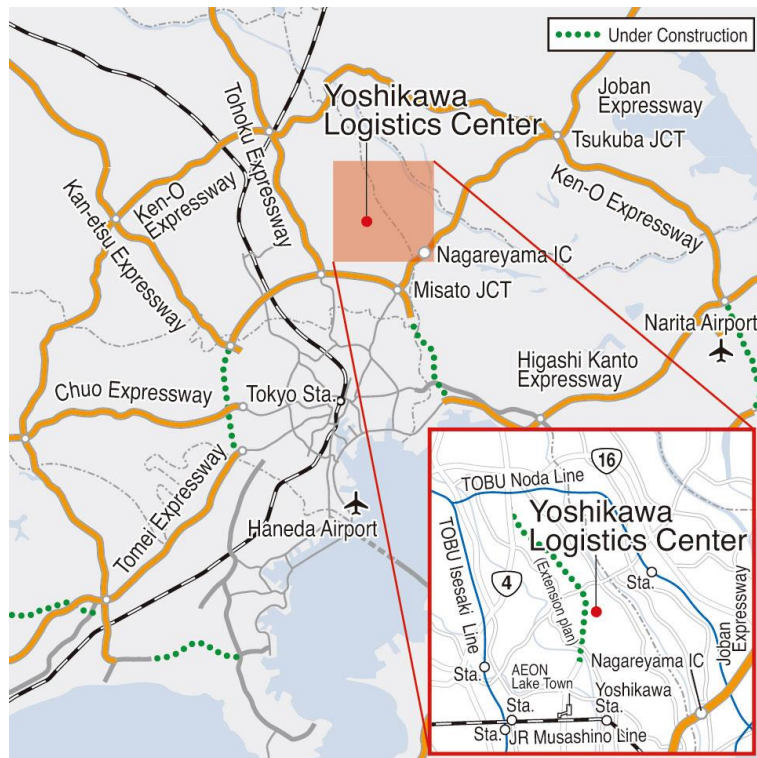 Under Construction
Yoshikawa
Logistics Center
Joban
Expressway
Tohoku Expressway
Tsukuba JCT
Ken-O
Expressway
Ken-O Expressway
Kan-etsu Expressway
Nagareyama IC
Misato JCT
Narita Airport
Higashi Kanto
Expressway
Chuo Expressway
Tokyo Sta.
Tomei Expressway
Haneda Airport
16
TOBU Noda Line
Yoshikawa
Logistics Center
TOBU Isesaki Line
4
(Extension plan)
Sta.
Joban
Expressway
Nagareyama IC
Sta.
AEON
Lake Town
Yoshikawa
Sta.
Sta.
Sta.
JR Musashino Line